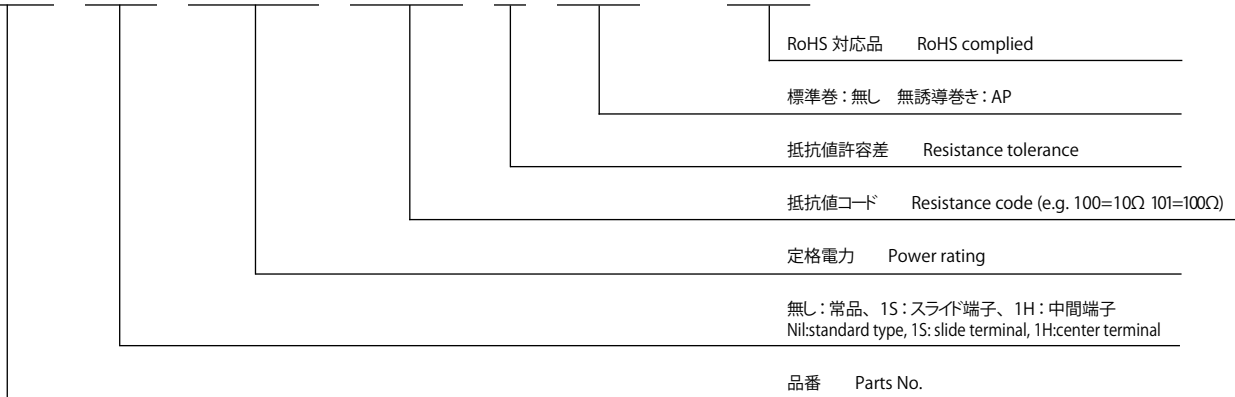 RoHS 対応品 RoHS complied
標準巻：無し 無誘導巻き：AP
抵抗値許容差 Resistance tolerance
抵抗値コード Resistance code (e.g. 100=10Ω 101=100Ω)
定格電力 Power rating
無し：常品、1S：スライド端子、1H：中間端子
Nil:standard type, 1S: slide terminal, 1H:center terminal
品番 Parts No.